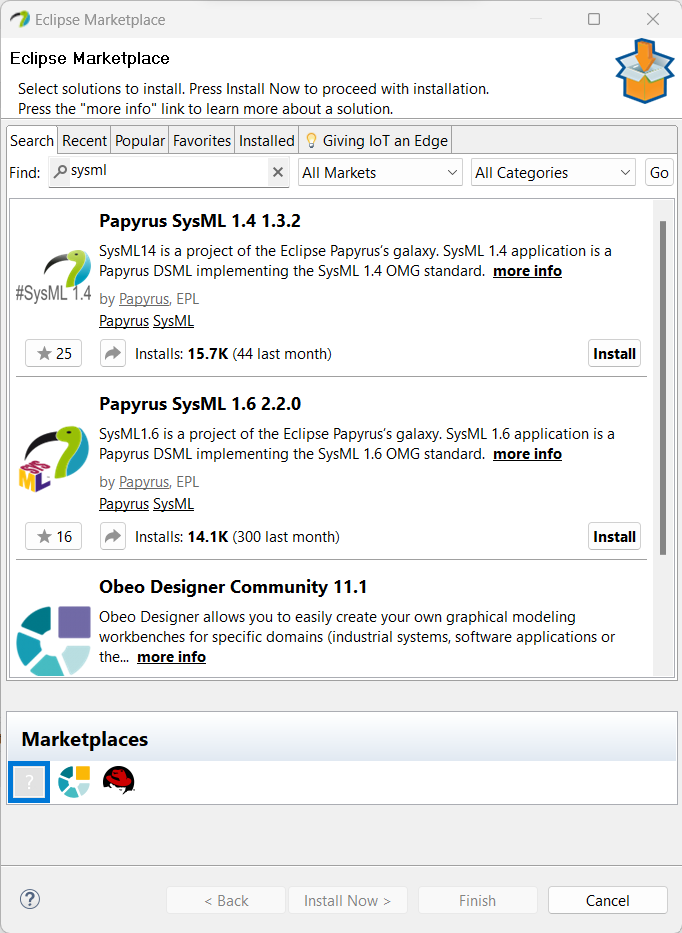 Eclipse Marketplace
Eclipse Marketplace
Select solutions to install. Press Install Now to proceed with installation.
Press the "more info" link to learn more about a solution.
Search Recent Popular Favorites Installed Giving IoT an Edge
Find: sysml All Markets All Categories Go
Papyrus SysML 1.4 1.3.2
SysML14 is a project of the Eclipse Papyrus’s galaxy. SysML 1.4 application is a
Papyrus DSML implementing the SysML 1.4 OMG standard. more info
#SysML 1.4
by Papyrus, EPL
Papyrus SysML
25 Installs: 15.7K (44 last month) Install
Papyrus SysML 1.6 2.2.0
SysML1.6 is a project of the Eclipse Papyrus’s galaxy. SysML 1.6 application is a
Papyrus DSML implementing the SysML 1.6 OMG standard. more info
by Papyrus, EPL
Papyrus SysML
16 Installs: 14.1K (300 last month) Install
Obeo Designer Community 11.1
Obeo Designer allows you to easily create your own graphical modeling
workbenches for specific domains (industrial systems, software applications or
the... more info
Marketplaces
?
? < Back Install Now > Finish Cancel